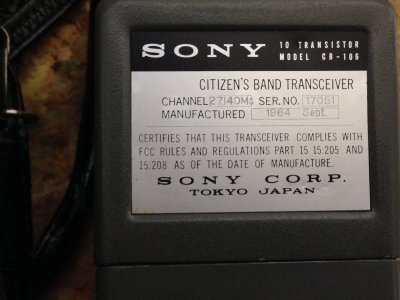 SONY 10 TRANSISTOR
MODEL CB-106
CITIZEN'S BAND TRANSCEIVER
CHANNEL 27.140Mc SER. NO. 17051
MANUFACTURED 1964 Sept.
CERTIFIES THAT THIS TRANSCEIVER COMPLIES WITH
FCC RULES AND REGULATIONS PART 15 15.205 AND
15.208 AS OF THE DATE OF MANUFACTURE.
SONY CORP.
TOKYO JAPAN